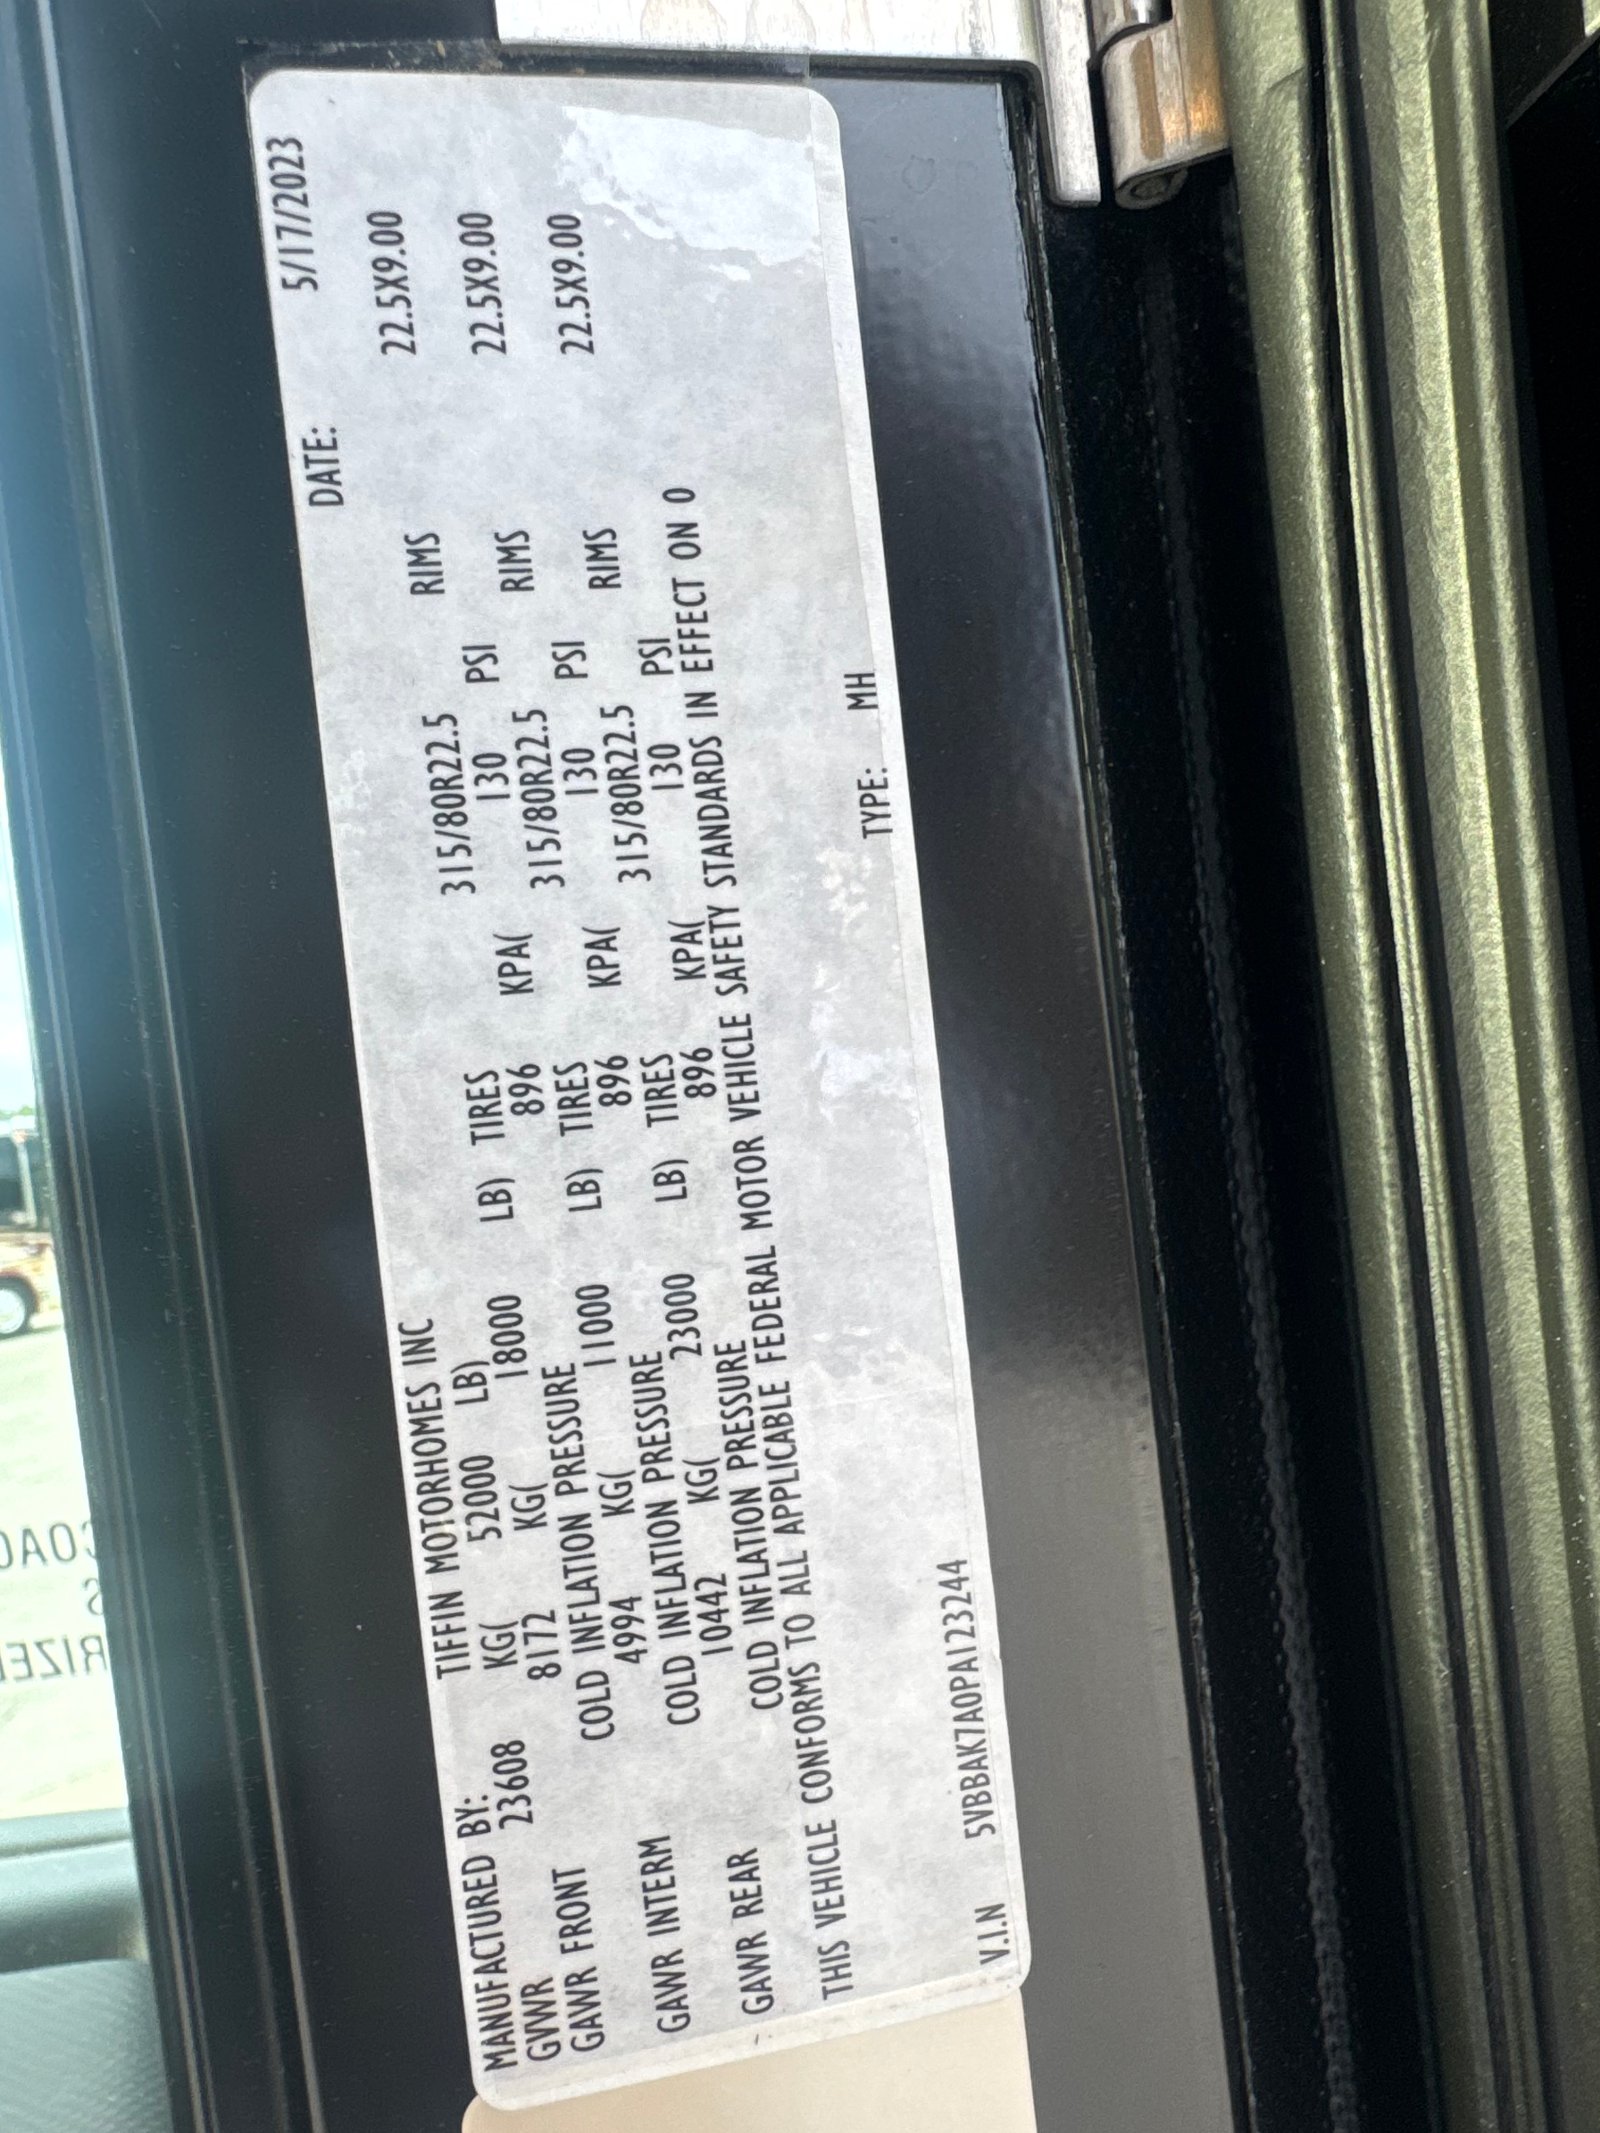 MANUFACTURED BY: TIFFIN MOTORHOMES INC DATE: 5/17/2023
GVWR 23608 KG( 52000 LB)
GAWR FRONT 8172 KG( 18000 LB) TIRES 315/80R22.5 RIMS 22.5X9.00
COLD INFLATION PRESSURE 896 KPA( 130 PSI
GAWR INTERM 4994 KG( 11000 LB) TIRES 315/80R22.5 RIMS 22.5X9.00
COLD INFLATION PRESSURE 896 KPA( 130 PSI
GAWR REAR 10442 KG( 23000 LB) TIRES 315/80R22.5 RIMS 22.5X9.00
COLD INFLATION PRESSURE 896 KPA( 130 PSI
THIS VEHICLE CONFORMS TO ALL APPLICABLE FEDERAL MOTOR VEHICLE SAFETY STANDARDS IN EFFECT ON 0
V.I.N 5VBBAK7A0PA123244 TYPE: MH